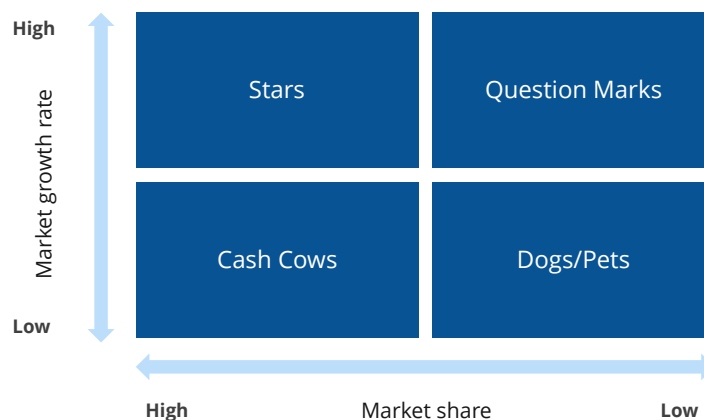 High
Stars
Question Marks
Market growth rate
Cash Cows
Dogs/Pets
Low
High
Market share
Low